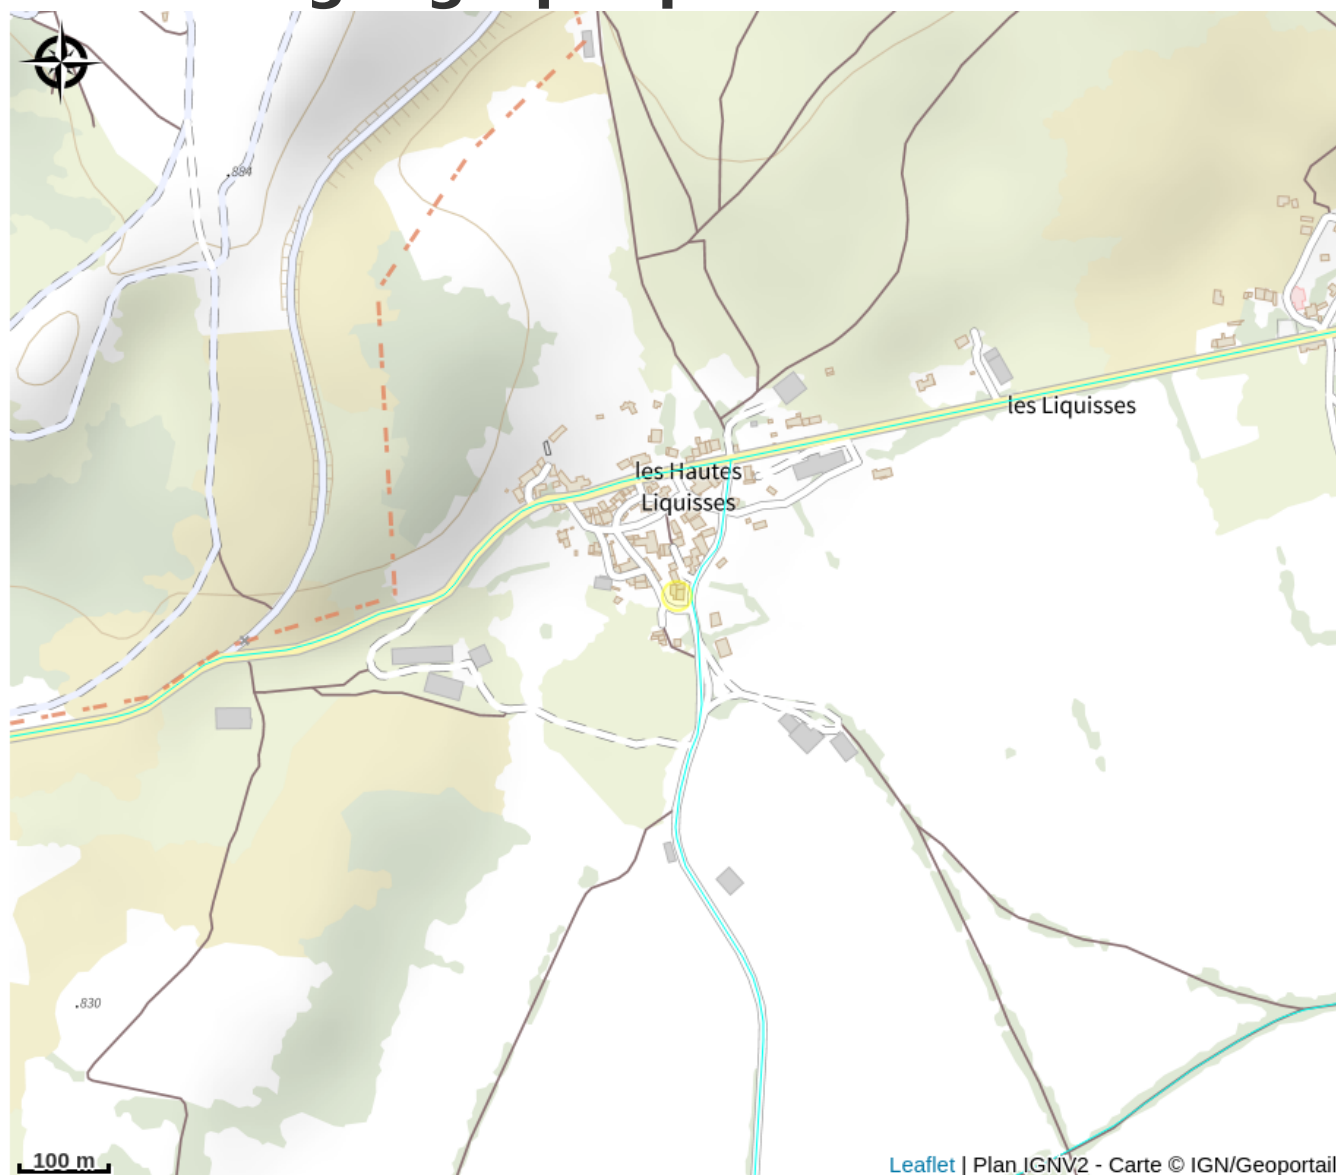 .884
les Liquisses
les Hautes
Liquisses
.830
100 m
Leaflet | Plan IGNV2 - Carte © IGN/Geoportail